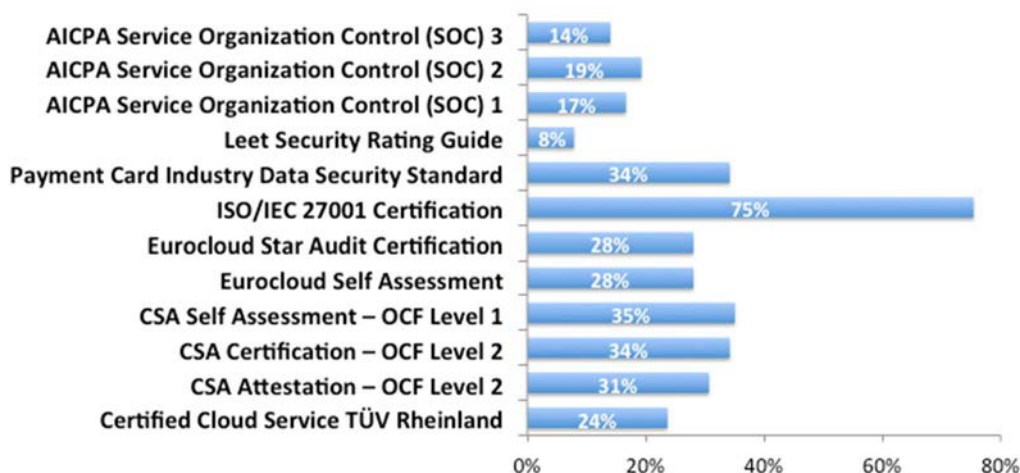 AICPA Service Organization Control (SOC) 3 14%
AICPA Service Organization Control (SOC) 2 19%
AICPA Service Organization Control (SOC) 1 17%
Leet Security Rating Guide 8%
Payment Card Industry Data Security Standard 34%
ISO/IEC 27001 Certification 75%
Eurocloud Star Audit Certification 28%
Eurocloud Self Assessment 28%
CSA Self Assessment – OCF Level 1 35%
CSA Certification – OCF Level 2 34%
CSA Attestation – OCF Level 2 31%
Certified Cloud Service TÜV Rheinland 24%
0% 20% 40% 60% 80%